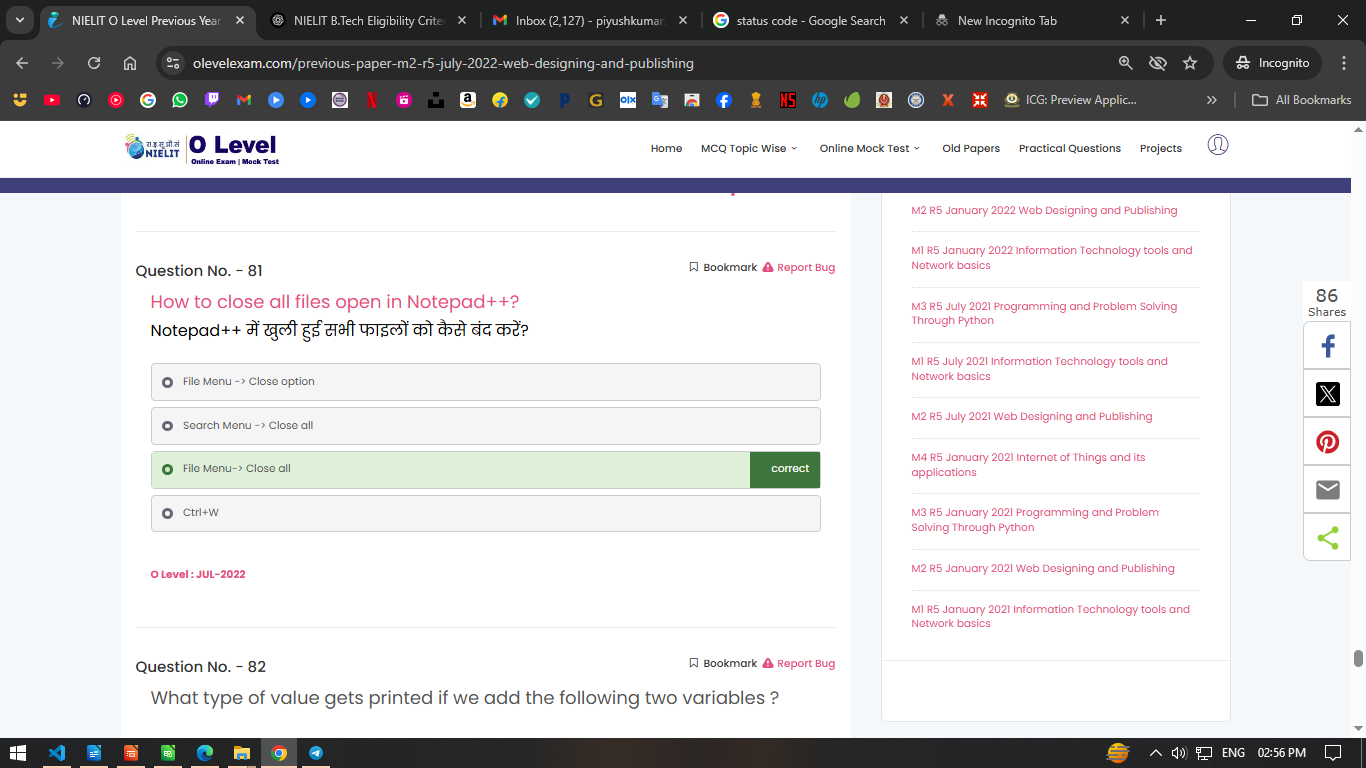 NIELIT O Level Previous Year
NIELIT B.Tech Eligibility Crite
Inbox (2,127) - piyushkumar
status code - Google Search
New Incognito Tab
olevelexam.com/previous-paper-m2-r5-july-2022-web-designing-and-publishing
Incognito
ICG: Preview Applic...
All Bookmarks
रा.इ.सू.प्रौ.सं
NIELIT
O Level
Online Exam | Mock Test
Home
MCQ Topic Wise
Online Mock Test
Old Papers
Practical Questions
Projects
Question No. - 81
Bookmark
Report Bug
How to close all files open in Notepad++?
Notepad++ में खुली हुई सभी फाइलों को कैसे बंद करें?
File Menu -> Close option
Search Menu -> Close all
File Menu-> Close all
correct
Ctrl+W
O Level : JUL-2022
Question No. - 82
Bookmark
Report Bug
What type of value gets printed if we add the following two variables ?
M2 R5 January 2022 Web Designing and Publishing
M1 R5 January 2022 Information Technology tools and
Network basics
M3 R5 July 2021 Programming and Problem Solving
Through Python
M1 R5 July 2021 Information Technology tools and
Network basics
M2 R5 July 2021 Web Designing and Publishing
M4 R5 January 2021 Internet of Things and its
applications
M3 R5 January 2021 Programming and Problem
Solving Through Python
M2 R5 January 2021 Web Designing and Publishing
M1 R5 January 2021 Information Technology tools and
Network basics
86
Shares
ENG
02:56 PM